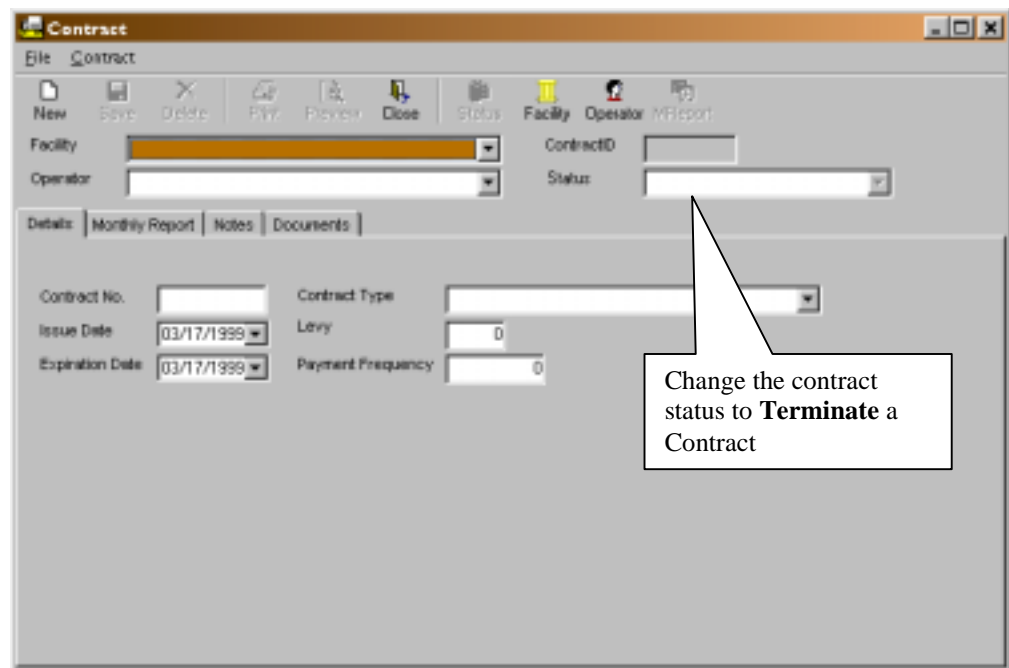 Contract
File Contract
New Save Delete Print Preview Close Status Facility Operator MReport
Facility ContractID
Operator Status
Details Monthly Report Notes Documents
Contract No. Contract Type
Issue Date 03/17/1999 Levy 0
Expiration Date 03/17/1999 Payment Frequency 0
Change the contract
status to Terminate a
Contract